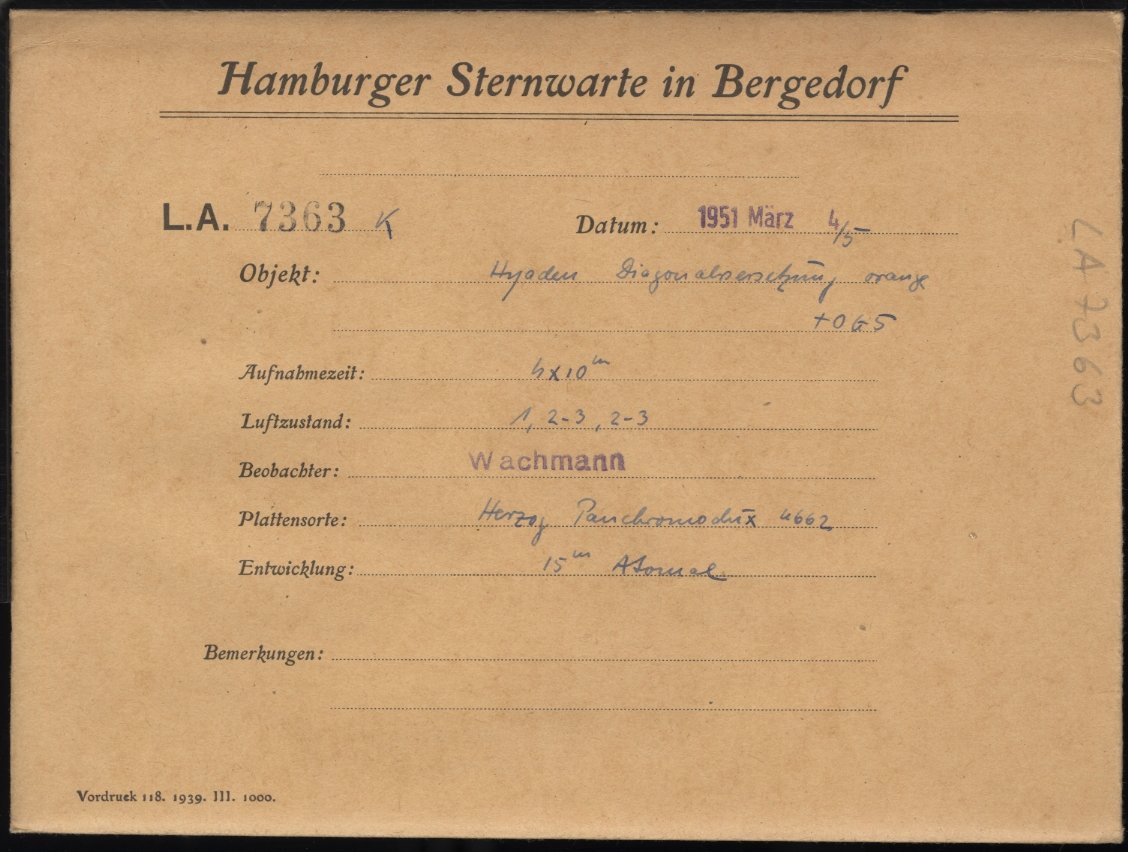 Hamburger Sternwarte in Bergedorf
L.A. 7363 K Datum: 1951 März 4/5
Objekt: Hyaden Diagonalversetzung orange
+OG5
Aufnahmezeit: 4x10m
Luftzustand: 1, 2-3, 2-3
Beobachter: Wachmann
Plattensorte: Herzog 4662
Entwicklung: 15m Atomal
Bemerkungen:
Vordruck 118. 1939. III. 1000.
LA 7363